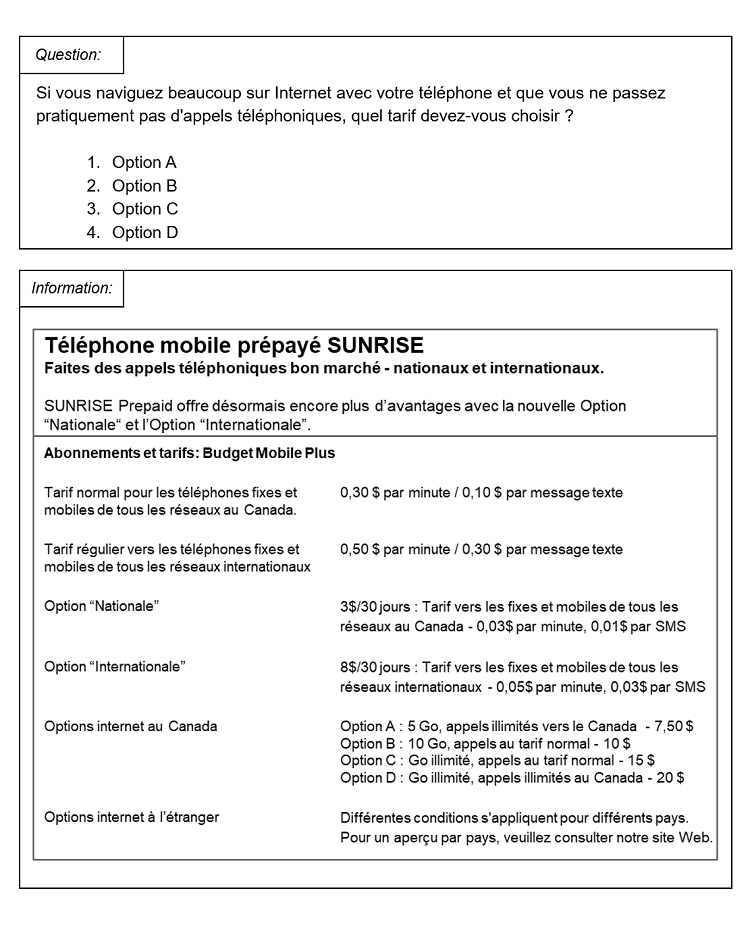 Question:
Si vous naviguez beaucoup sur Internet avec votre téléphone et que vous ne passez
pratiquement pas d'appels téléphoniques, quel tarif devez-vous choisir ?
1. Option A
2. Option B
3. Option C
4. Option D
Information:
Téléphone mobile prépayé SUNRISE
Faites des appels téléphoniques bon marché - nationaux et internationaux.
SUNRISE Prepaid offre désormais encore plus d’avantages avec la nouvelle Option
“Nationale“ et l’Option “Internationale”.
Abonnements et tarifs: Budget Mobile Plus
Tarif normal pour les téléphones fixes et
mobiles de tous les réseaux au Canada.
0,30 $ par minute / 0,10 $ par message texte
Tarif régulier vers les téléphones fixes et
mobiles de tous les réseaux internationaux
0,50 $ par minute / 0,30 $ par message texte
Option “Nationale”
3$/30 jours : Tarif vers les fixes et mobiles de tous les
réseaux au Canada - 0,03$ par minute, 0,01$ par SMS
Option “Internationale”
8$/30 jours : Tarif vers les fixes et mobiles de tous les
réseaux internationaux - 0,05$ par minute, 0,03$ par SMS
Options internet au Canada
Option A : 5 Go, appels illimités vers le Canada - 7,50 $
Option B : 10 Go, appels au tarif normal - 10 $
Option C : Go illimité, appels au tarif normal - 15 $
Option D : Go illimité, appels illimités au Canada - 20 $
Options internet à l’étranger
Différentes conditions s'appliquent pour différents pays.
Pour un aperçu par pays, veuillez consulter notre site Web.